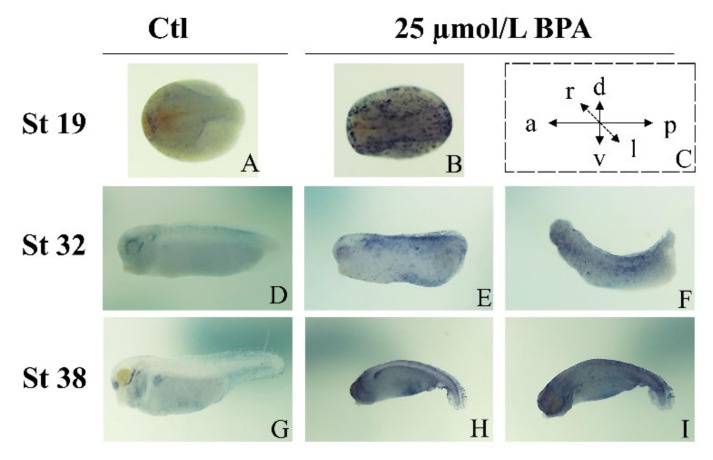 Ctl 25 μmol/L BPA
St 19 A B r d a p v l C
St 32 D E F
St 38 G H I